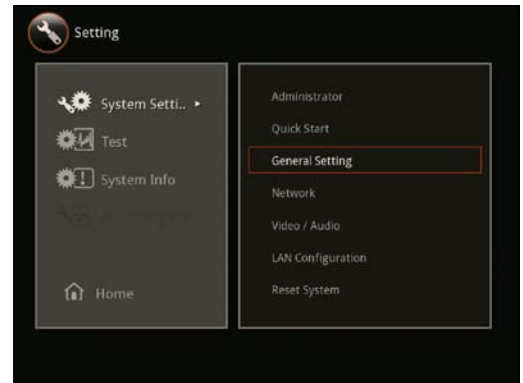 Setting
System Setti..
Test
System Info
Home
Administrator
Quick Start
General Setting
Network
Video / Audio
LAN Configuration
Reset System